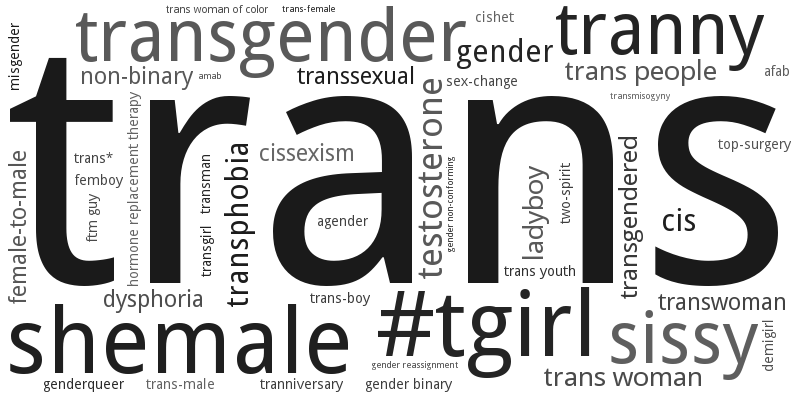 trans woman of color
trans-female
cishet
misgender
transgender
gender
tranny
non-binary
amab
transsexual
sex-change
trans people
afab
transmisogyny
trans
female-to-male
trans*
femboy
ftm guy
hormone replacement therapy
transman
transgirl
transphobia
cissexism
agender
testosterone
gender non-conforming
ladyboy
two-spirit
trans youth
transgendered
cis
top-surgery
dysphoria
trans-boy
transwoman
shemale
#tgirl
sissy
demigirl
gender reassignment
genderqueer
trans-male
tranniversary
gender binary
trans woman